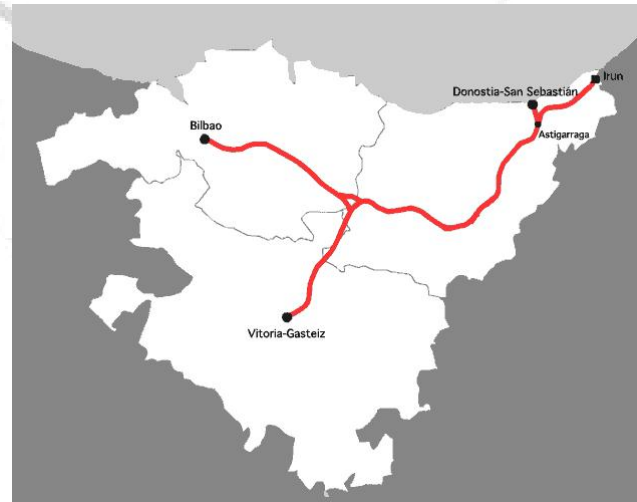 Irun
Donostia-San Sebastián
Bilbao
Astigarraga
Vitoria-Gasteiz